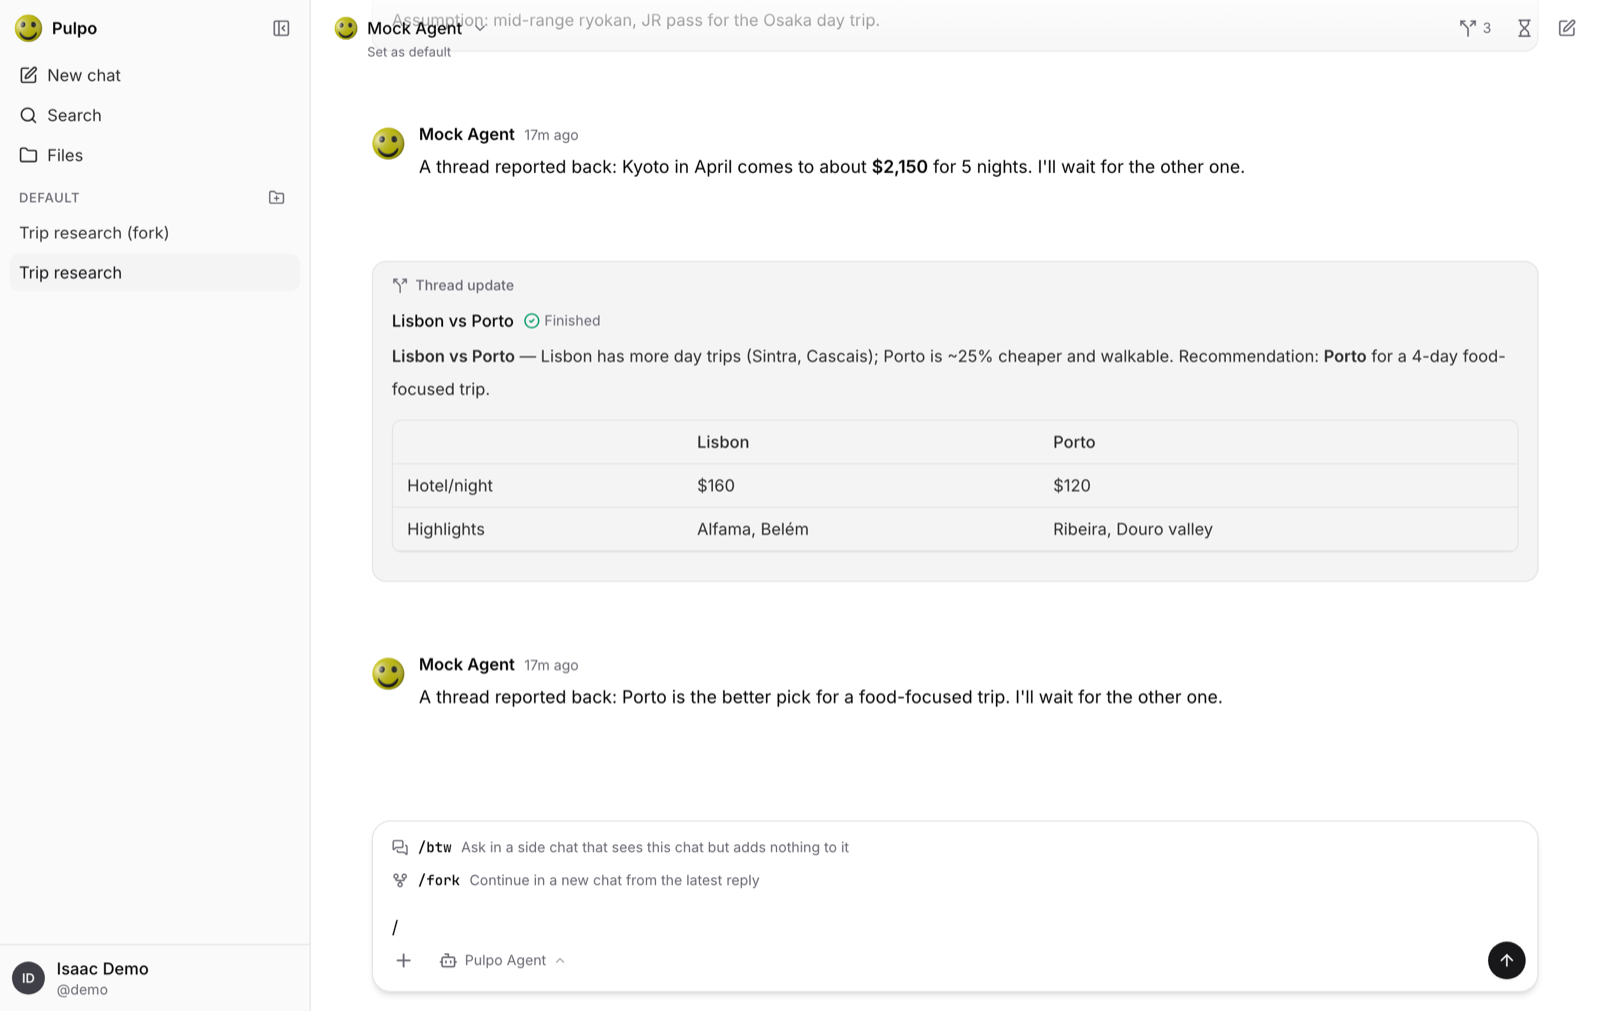 Pulpo
New chat
Search
Files
DEFAULT
Trip research (fork)
Trip research
ID
Isaac Demo
@demo
Assumption: mid-range ryokan, JR pass for the Osaka day trip.
Mock Agent
Set as default
3
Mock Agent 17m ago
A thread reported back: Kyoto in April comes to about $2,150 for 5 nights. I'll wait for the other one.
Thread update
Lisbon vs Porto Finished
Lisbon vs Porto — Lisbon has more day trips (Sintra, Cascais); Porto is ~25% cheaper and walkable. Recommendation: Porto for a 4-day food-
focused trip.
Lisbon Porto
Hotel/night $160 $120
Highlights Alfama, Belém Ribeira, Douro valley
Mock Agent 17m ago
A thread reported back: Porto is the better pick for a food-focused trip. I'll wait for the other one.
/btw Ask in a side chat that sees this chat but adds nothing to it
/fork Continue in a new chat from the latest reply
/
Pulpo Agent